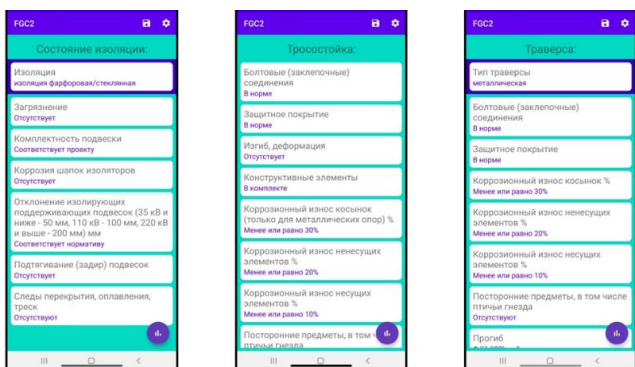 FGC2
Состояние изоляции:
Изоляция
изоляция фарфоровая/стеклянная
Загрязнение
Отсутствует
Комплектность подвески
Соответствует проекту
Коррозия шапок изоляторов
Отсутствует
Отклонение изолирующих
поддерживающих подвесок (35 кВ и
ниже - 50 мм, 110 кВ - 100 мм, 220 кВ
и выше - 200 мм) мм
Соответствует нормативу
Подтягивание (задир) подвесок
Отсутствует
Следы перекрытия, оплавления,
треск
Отсутствуют
FGC2
Тросостойка:
Болтовые (заклепочные)
соединения
В норме
Защитное покрытие
В норме
Изгиб, деформация
Отсутствует
Конструктивные элементы
В комплекте
Коррозионный износ косынок
(только для металлических опор) %
Менее или равно 30%
Коррозионный износ ненесущих
элементов %
Менее или равно 20%
Коррозионный износ несущих
элементов %
Менее или равно 10%
Посторонние предметы, в том ч
птичьи гнезда
FGC2
Траверса:
Тип траверсы
металлическая
Болтовые (заклепочные)
соединения
В норме
Защитное покрытие
В норме
Коррозионный износ косынок %
Менее или равно 30%
Коррозионный износ ненесущих
элементов %
Менее или равно 20%
Коррозионный износ несущих
элементов %
Менее или равно 10%
Посторонние предметы, в том числе
птичьи гнезда
Отсутствуют
Прогиб